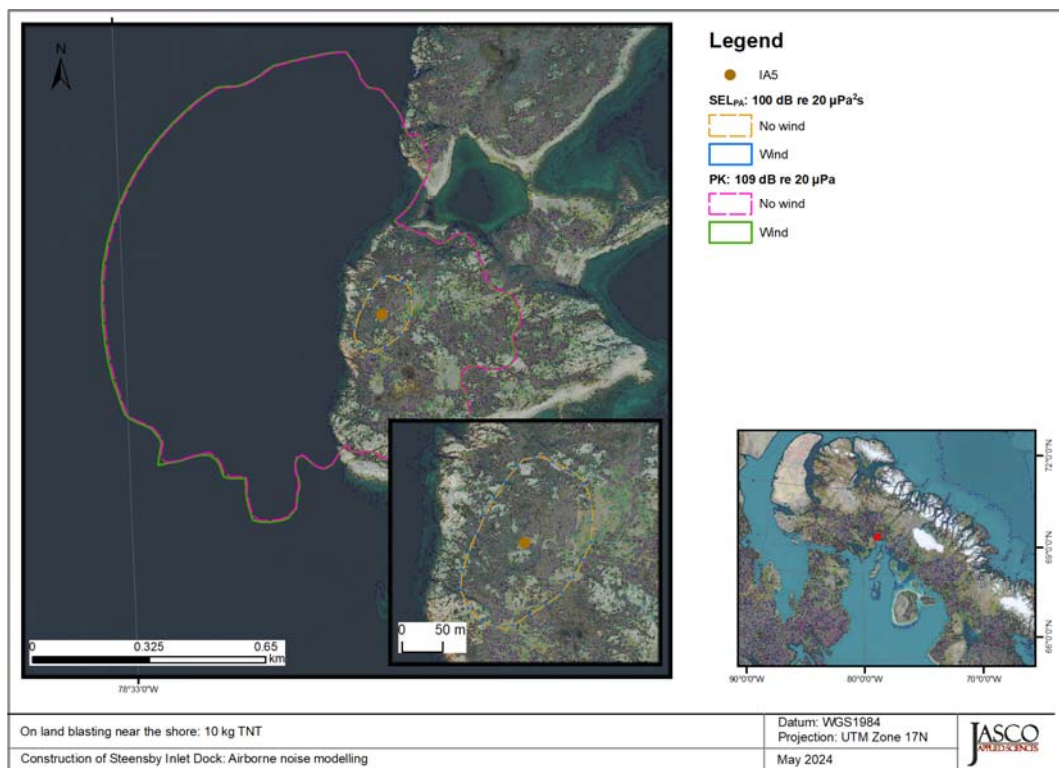 N
0
0.325
0.65
km
78°33'0"W
0
50 m
Legend
IA5
SELPA: 100 dB re 20 µPa²s
No wind
Wind
PK: 109 dB re 20 µPa
No wind
Wind
72°0'0"N
69°0'0"N
66°0'0"N
90°0'0"W
80°0'0"W
70°0'0"W
On land blasting near the shore: 10 kg TNT
Construction of Steensby Inlet Dock: Airborne noise modelling
Datum: WGS1984
Projection: UTM Zone 17N
May 2024
JASCO
APPLIED SCIENCES